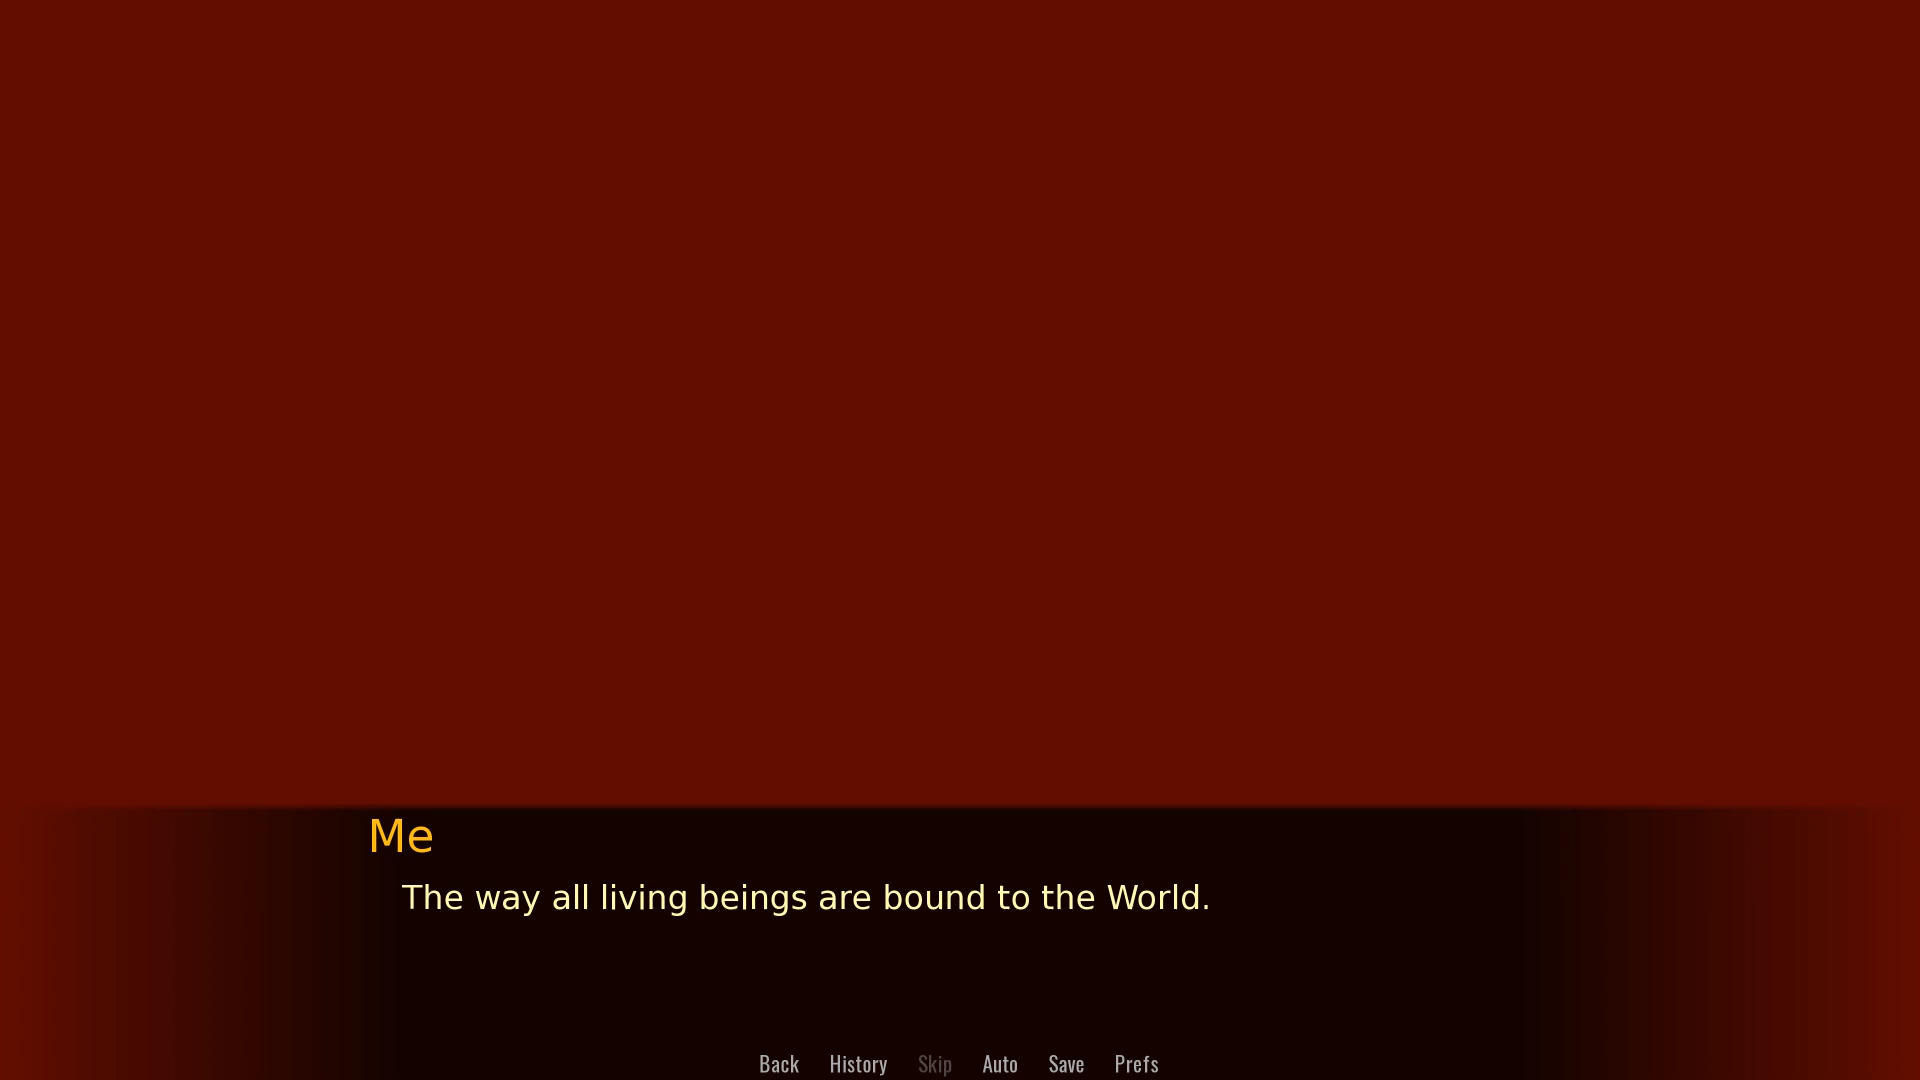 Me
The way all living beings are bound to the World.
Back History Skip Auto Save Prefs